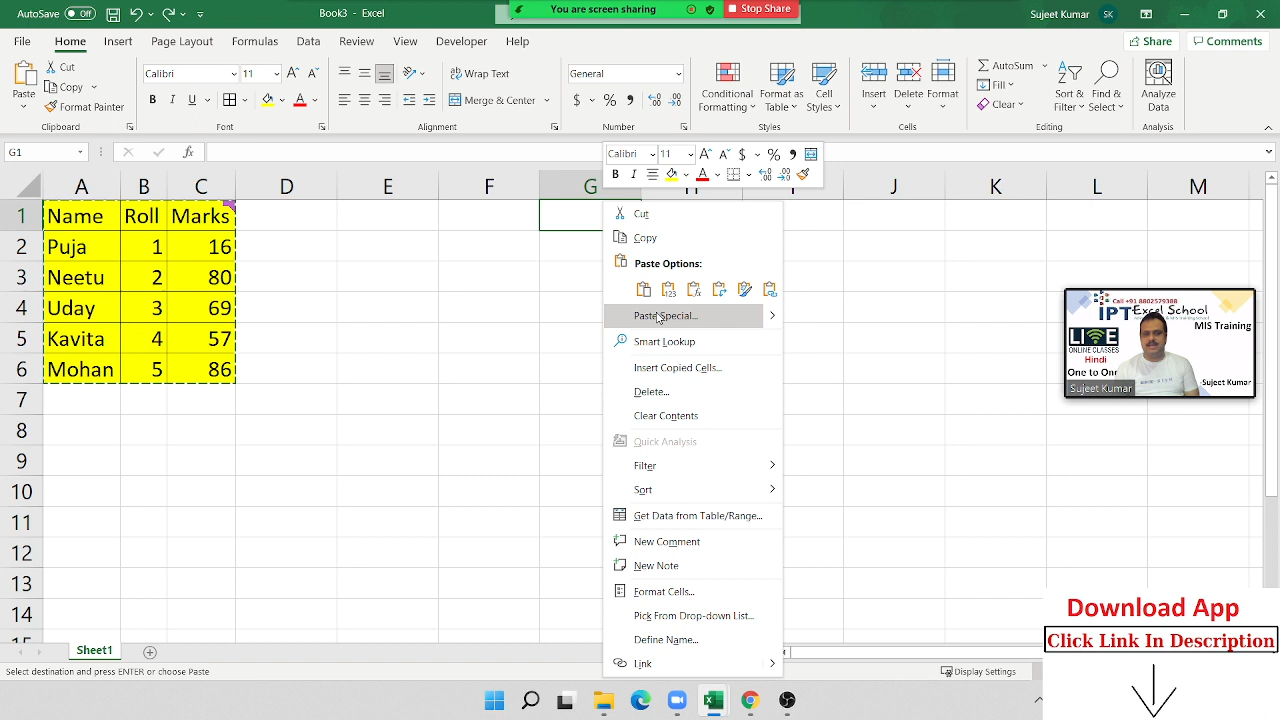 AutoSave Off Book3 - Excel You are screen sharing Stop Share Sujeet Kumar SK
File Home Insert Page Layout Formulas Data Review View Developer Help Share Comments
Paste Cut Copy Format Painter
Calibri 11
B I U
Wrap Text
Merge & Center
General
$ % ,
Conditional Formatting
Format as Table
Cell Styles
Insert Delete Format
AutoSum
Fill
Clear
Sort & Filter
Find & Select
Analyze Data
Clipboard Font Alignment Number Styles Cells Editing Analysis
G1 fx
Calibri 11 $ % ,
B I
A B C D E F G H I J K L M
1 Name Roll Marks
2 Puja 1 16
3 Neetu 2 80
4 Uday 3 69
5 Kavita 4 57
6 Mohan 5 86
7
8
9
10
11
12
13
14
15
Cut
Copy
Paste Options:
Paste Special...
Smart Lookup
Insert Copied Cells...
Delete...
Clear Contents
Quick Analysis
Filter
Sort
Get Data from Table/Range...
New Comment
New Note
Format Cells...
Pick From Drop-down List...
Define Name...
Link
Call +91 8802579388
IPT Excel School
MIS Training
LIVE
ONLINE CLASSES
Hindi
One to One
Sujeet Kumar
-Sujeet Kumar
Download App
Click Link In Description
Sheet1
Select destination and press ENTER or choose Paste Display Settings